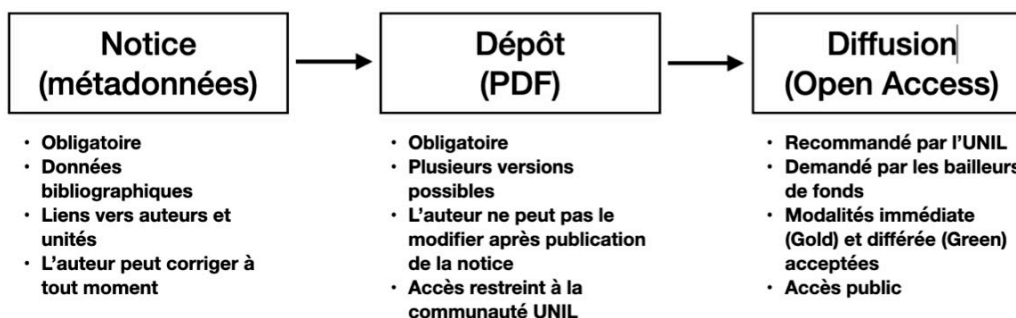 Notice
(métadonnées)
• Obligatoire
• Données
bibliographiques
• Liens vers auteurs et
unités
• L'auteur peut corriger à
tout moment
Dépôt
(PDF)
• Obligatoire
• Plusieurs versions
possibles
• L'auteur ne peut pas le
modifier après publication
de la notice
• Accès restreint à la
communauté UNIL
Diffusion
(Open Access)
• Recommandé par l'UNIL
• Demandé par les bailleurs
de fonds
• Modalités immédiate
(Gold) et différée (Green)
acceptées
• Accès public